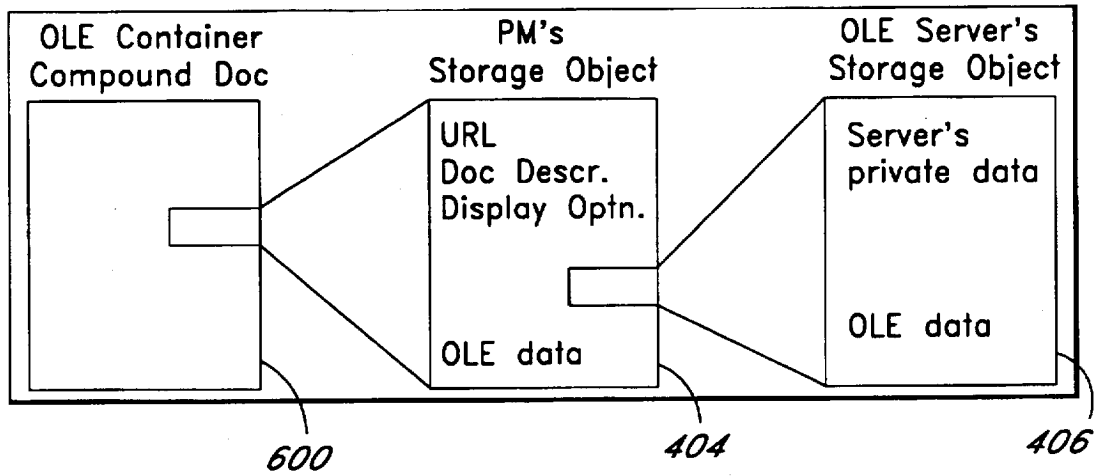 OLE Container
Compound Doc
PM's
Storage Object
OLE Server's
Storage Object
URL
Doc Descr.
Display Optn.
OLE data
Server's
private data
OLE data
600
404
406